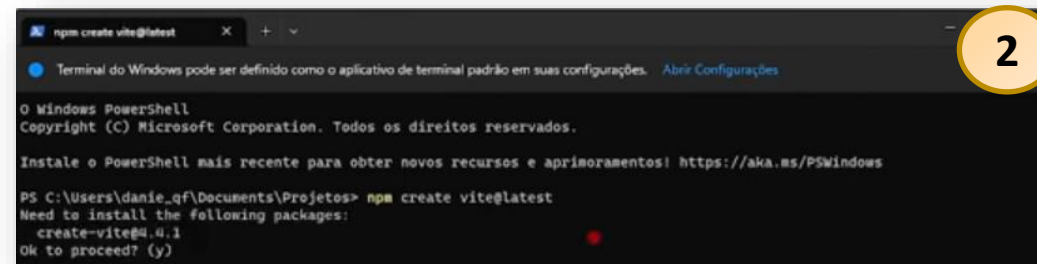 npm create vite@latest
2
Terminal do Windows pode ser definido como o aplicativo de terminal padrão em suas configurações. Abrir Configurações
O Windows PowerShell
Copyright (C) Microsoft Corporation. Todos os direitos reservados.
Instale o PowerShell mais recente para obter novos recursos e aprimoramentos! https://aka.ms/PSWindows
PS C:\Users\danie_qf\Documents\Projetos> npm create vite@latest
Need to install the following packages:
create-vite@4.4.1
Ok to proceed? (y)